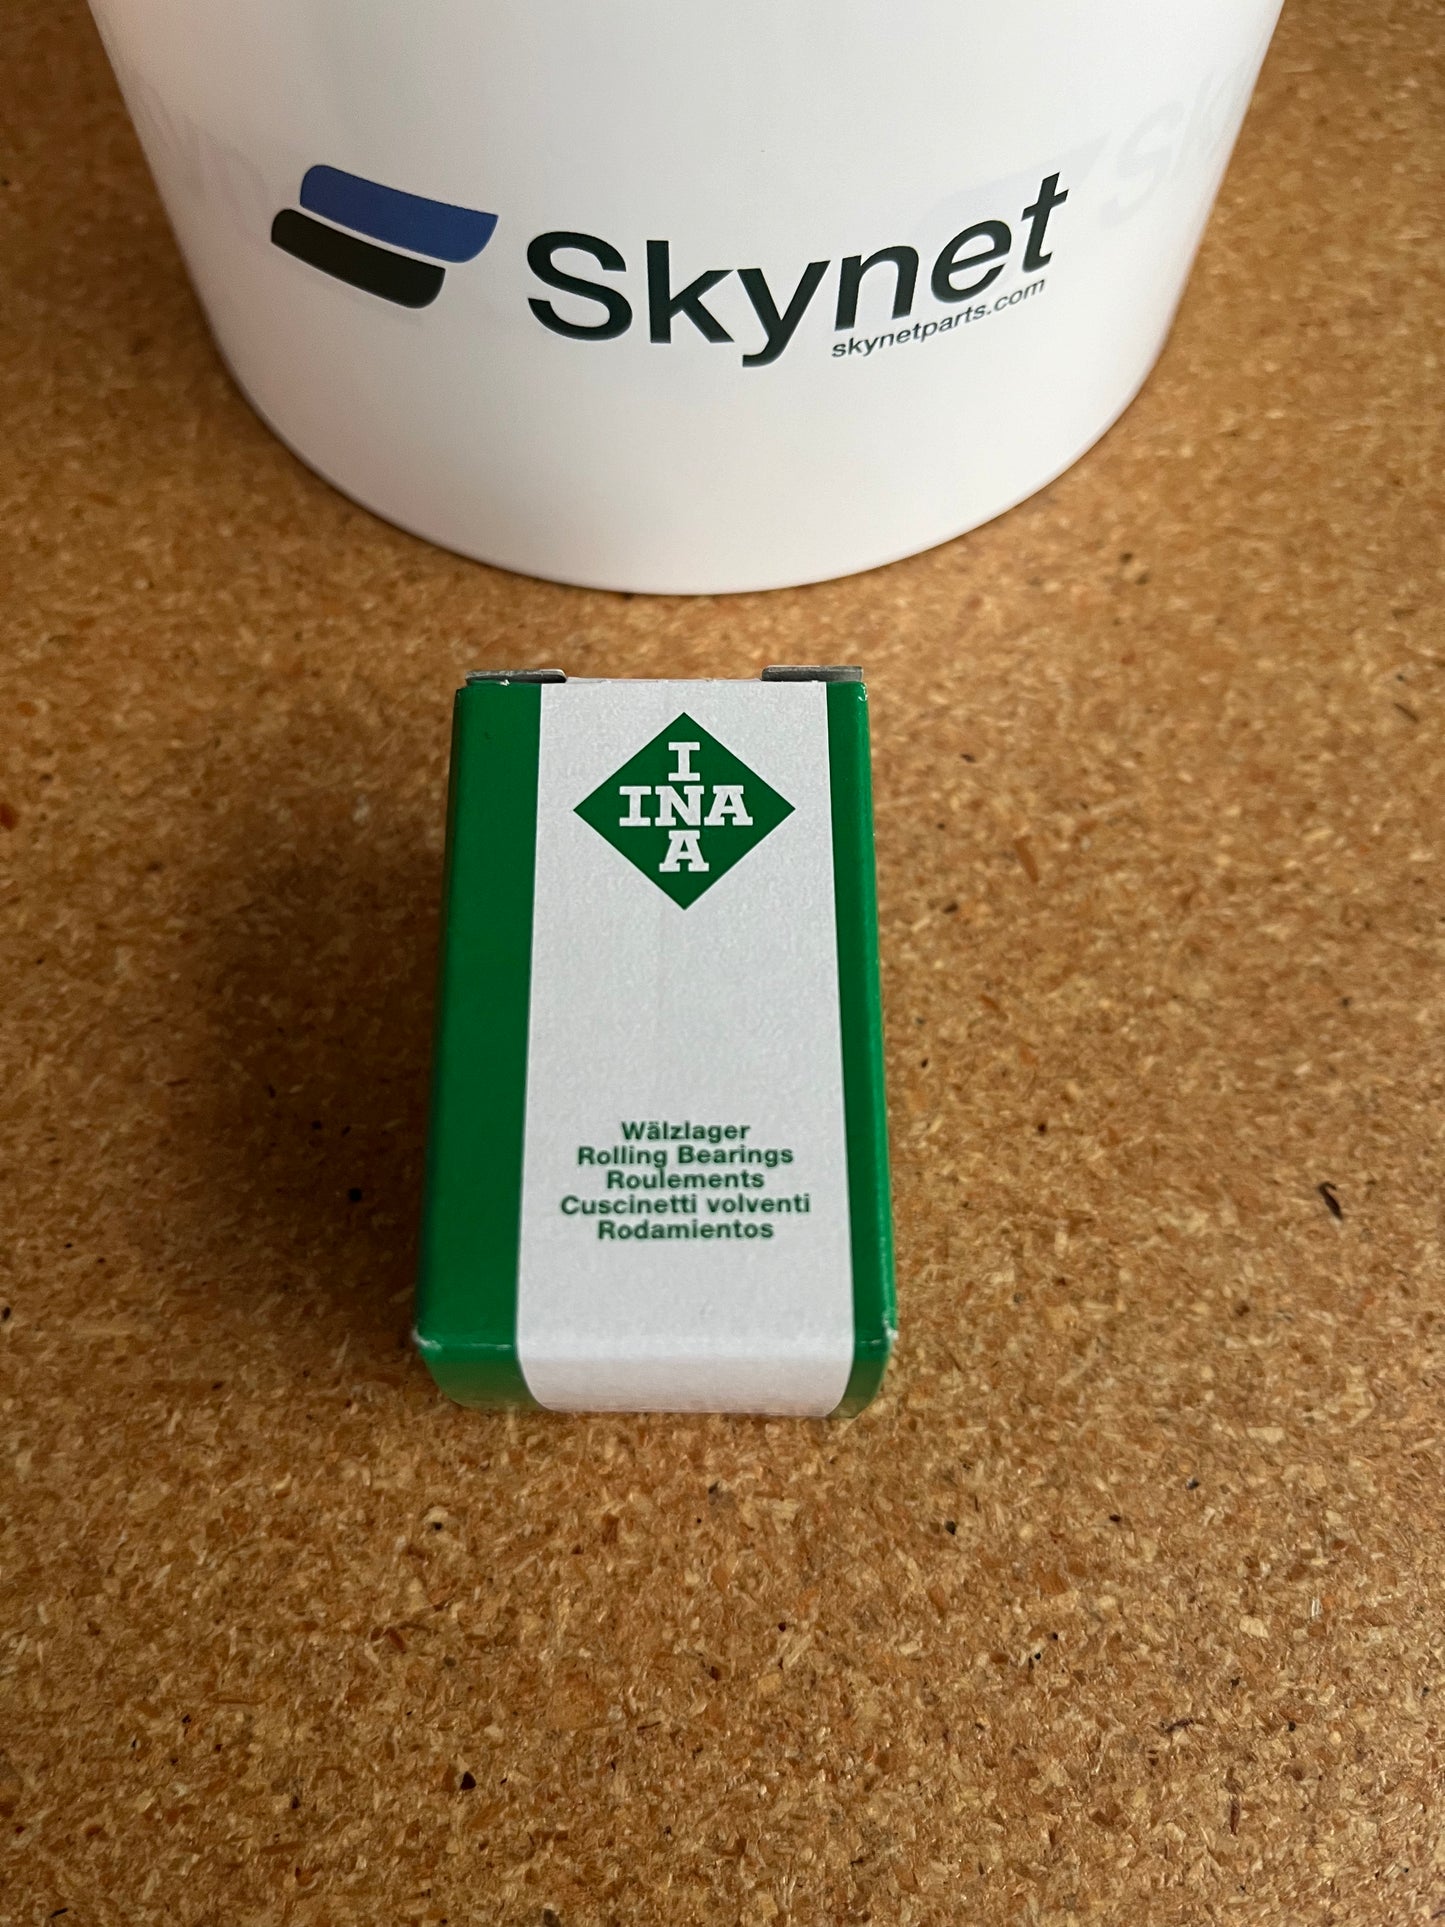 Skynet
skynetparts.com
I
INA
A
Wälzlager
Rolling Bearings
Roulements
Cuscinetti volventi
Rodamientos